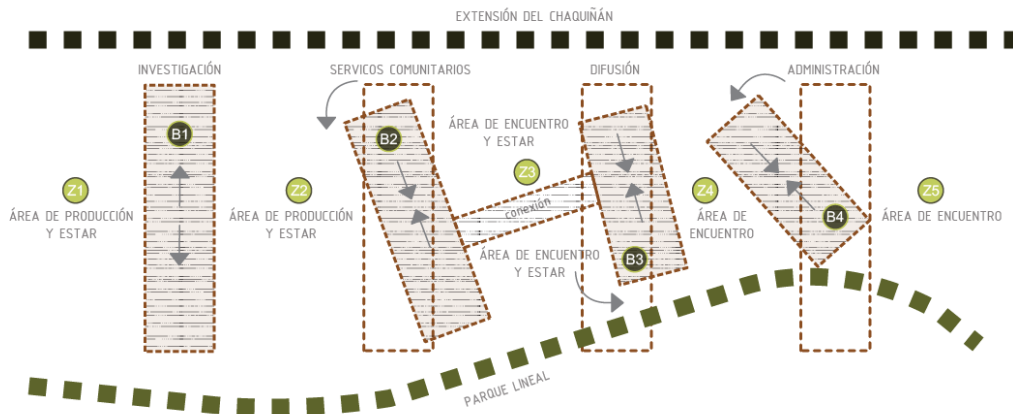 EXTENSIÓN DEL CHAQUIÑÁN
INVESTIGACIÓN
SERVICOS COMUNITARIOS
DIFUSIÓN
ADMINISTRACIÓN
B1
B2
ÁREA DE ENCUENTRO
Y ESTAR
Z1
ÁREA DE PRODUCCIÓN
Y ESTAR
Z2
ÁREA DE PRODUCCIÓN
Y ESTAR
Z3
conexión
Z4
ÁREA DE
ENCUENTRO
B4
Z5
ÁREA DE ENCUENTRO
ÁREA DE ENCUENTRO
Y ESTAR
B3
PARQUE LINEAL